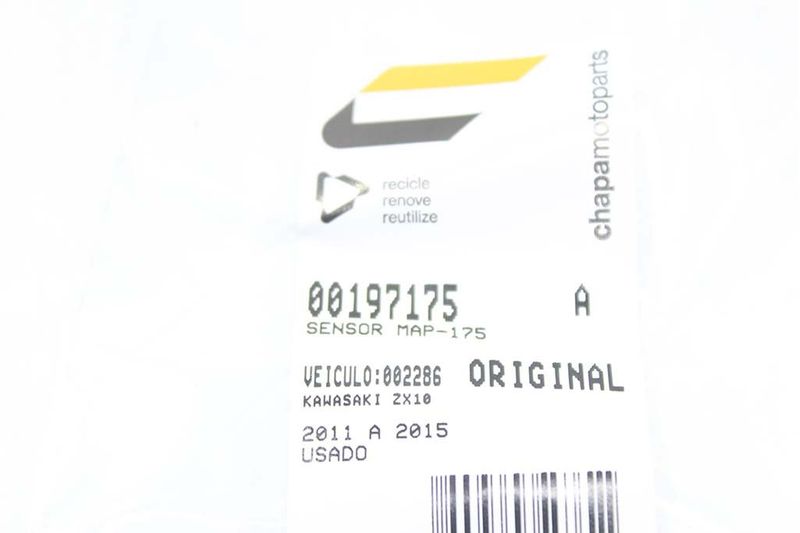 chapamotoparts
recicle
renove
reutilize
00197175 A
SENSOR MAP-175
VEICULO:002286 ORIGINAL
KAWASAKI ZX10
2011 A 2015
USADO